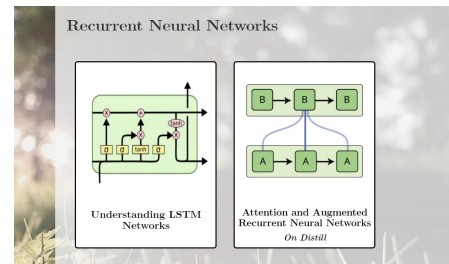 Recurrent Neural Networks
x
+
tanh
x
x
σ
σ
tanh
σ
Understanding LSTM
Networks
B
B
B
A
A
A
Attention and Augmented
Recurrent Neural Networks
On Distill